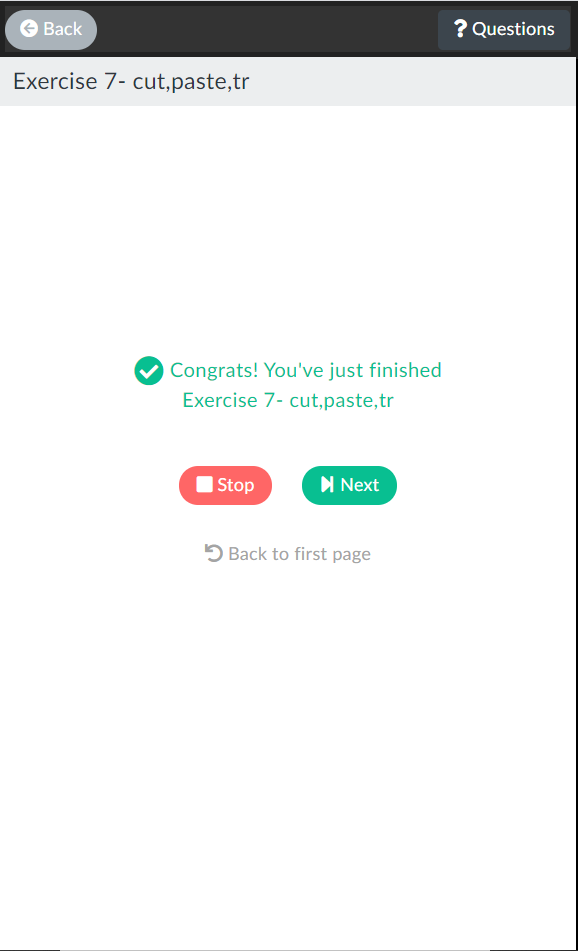 Back
Questions
Exercise 7- cut,paste,tr
Congrats! You've just finished
Exercise 7- cut,paste,tr
Stop
Next
Back to first page